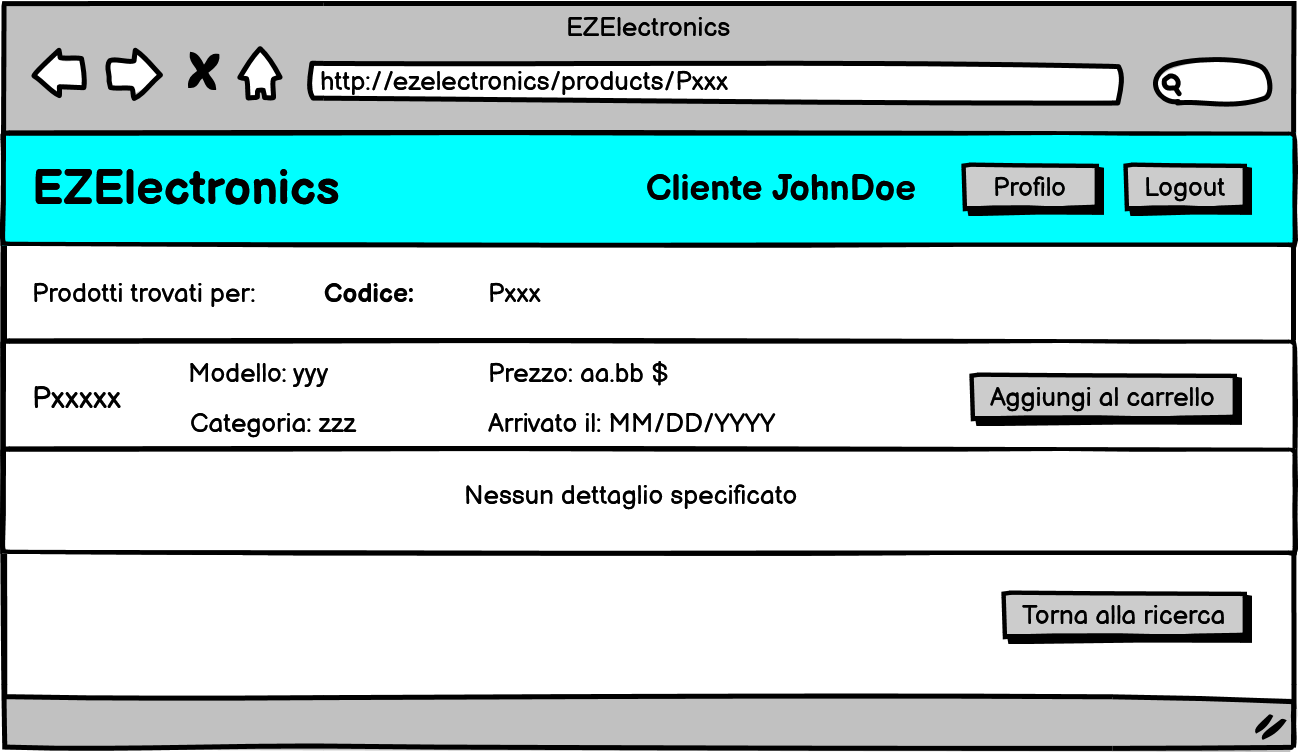 EZElectronics
http://ezelectronics/products/Pxxx
EZElectronics Cliente JohnDoe Profilo Logout
Prodotti trovati per: Codice: Pxxx
Modello: yyy Prezzo: aa.bb $
Pxxxxx Aggiungi al carrello
Categoria: zzz Arrivato il: MM/DD/YYYY
Nessun dettaglio specificato
Torna alla ricerca